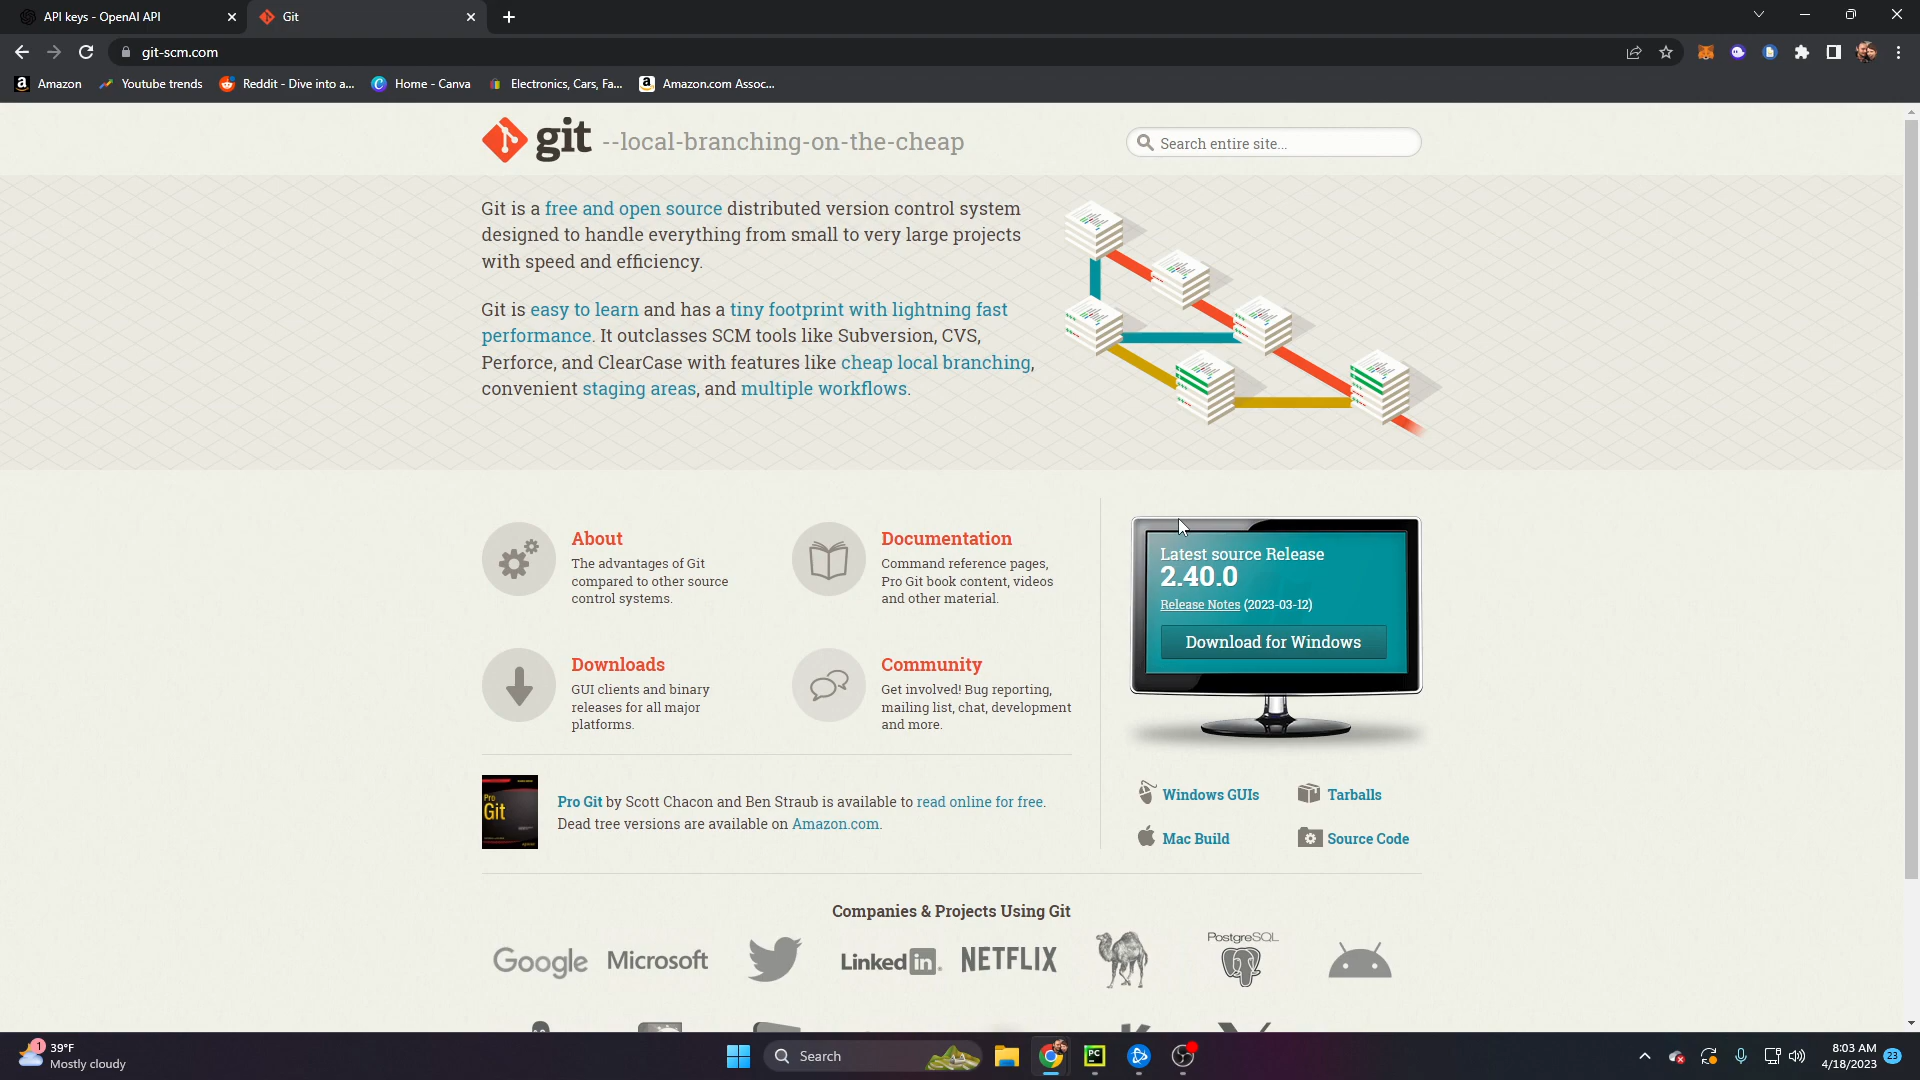 API keys - OpenAI API
Git
git-scm.com
Amazon
Youtube trends
Reddit - Dive into a...
Home - Canva
Electronics, Cars, Fa...
Amazon.com Assoc...
git --local-branching-on-the-cheap
Search entire site...
Git is a free and open source distributed version control system
designed to handle everything from small to very large projects
with speed and efficiency.
Git is easy to learn and has a tiny footprint with lightning fast
performance. It outclasses SCM tools like Subversion, CVS,
Perforce, and ClearCase with features like cheap local branching,
convenient staging areas, and multiple workflows.
About
The advantages of Git
compared to other source
control systems.
Documentation
Command reference pages,
Pro Git book content, videos
and other material.
Downloads
GUI clients and binary
releases for all major
platforms.
Community
Get involved! Bug reporting,
mailing list, chat, development
and more.
Latest source Release
2.40.0
Release Notes (2023-03-12)
Download for Windows
Windows GUIs
Tarballs
Mac Build
Source Code
Pro
Git
Pro Git by Scott Chacon and Ben Straub is available to read online for free.
Dead tree versions are available on Amazon.com.
Companies & Projects Using Git
Google
Microsoft
Linked in.
NETFLIX
PostgreSQL
1
39°F
Mostly cloudy
Search
PC
8:03 AM
4/18/2023
23